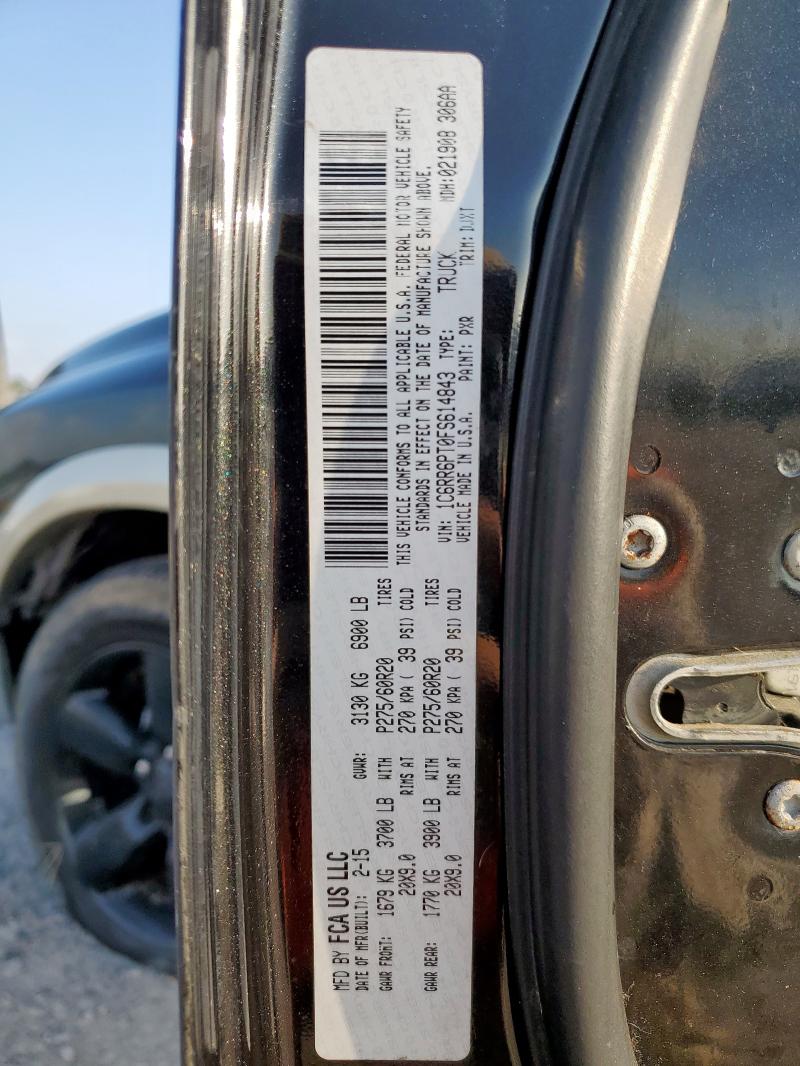 MFD BY FCA US LLC
DATE OF MFR(BUILT): 2-15 GVWR: 3130 KG 6900 LB
GAWR FRONT: 1679 KG 3700 LB WITH P275/60R20 TIRES
20X9.0 RIMS AT 270 KPA ( 39 PSI) COLD
GAWR REAR: 1770 KG 3900 LB WITH P275/60R20 TIRES
20X9.0 RIMS AT 270 KPA ( 39 PSI) COLD
THIS VEHICLE CONFORMS TO ALL APPLICABLE U.S.A. FEDERAL MOTOR VEHICLE SAFETY
STANDARDS IN EFFECT ON THE DATE OF MANUFACTURE SHOWN ABOVE.
VIN: 1C6RR6PT0FS614843 TYPE: TRUCK MDH:021908 306AA
VEHICLE MADE IN U.S.A. PAINT: PXR TRIM: